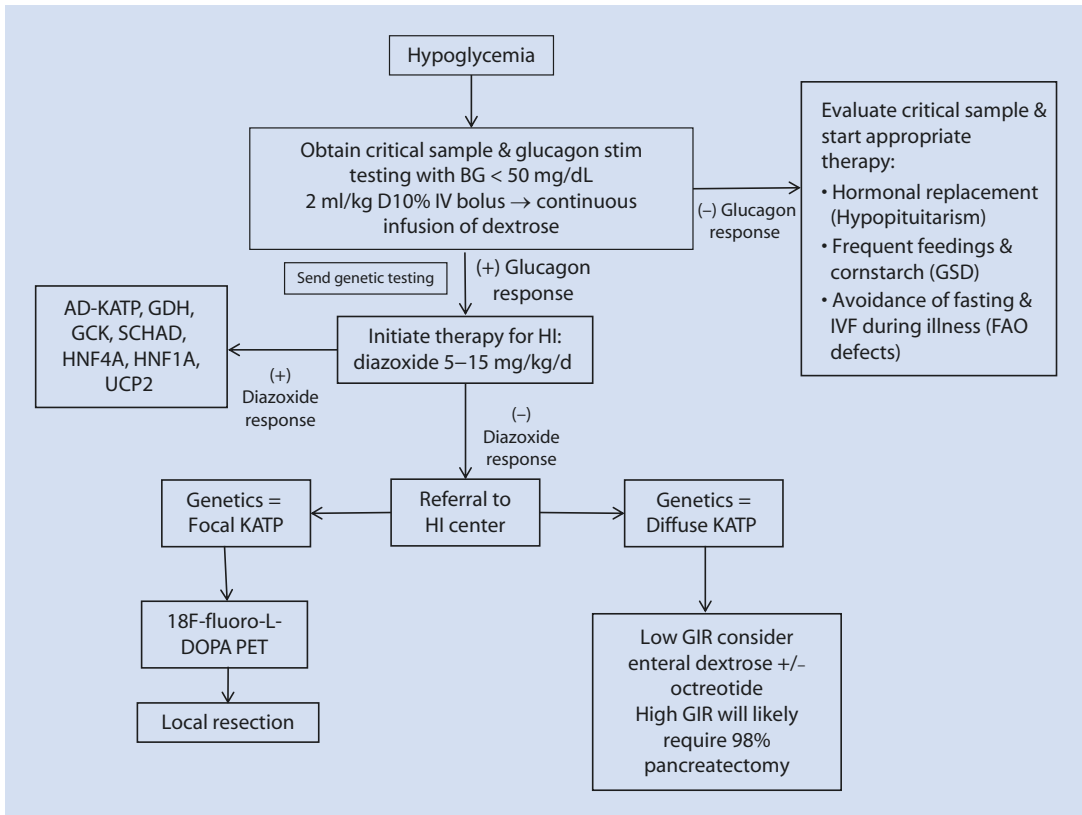 Hypoglycemia
Obtain critical sample & glucagon stim
testing with BG < 50 mg/dL
2 ml/kg D10% IV bolus → continuous
infusion of dextrose
(–) Glucagon
response
Evaluate critical sample &
start appropriate
therapy:
• Hormonal replacement
(Hypopituitarism)
• Frequent feedings &
cornstarch (GSD)
• Avoidance of fasting &
IVF during illness (FAO
defects)
Send genetic testing
(+) Glucagon
response
Initiate therapy for HI:
diazoxide 5–15 mg/kg/d
(+)
Diazoxide
response
AD-KATP, GDH,
GCK, SCHAD,
HNF4A, HNF1A,
UCP2
(–)
Diazoxide
response
Referral to
HI center
Genetics =
Focal KATP
18F-fluoro-L-
DOPA PET
Local resection
Genetics =
Diffuse KATP
Low GIR consider
enteral dextrose +/–
octreotide
High GIR will likely
require 98%
pancreatectomy